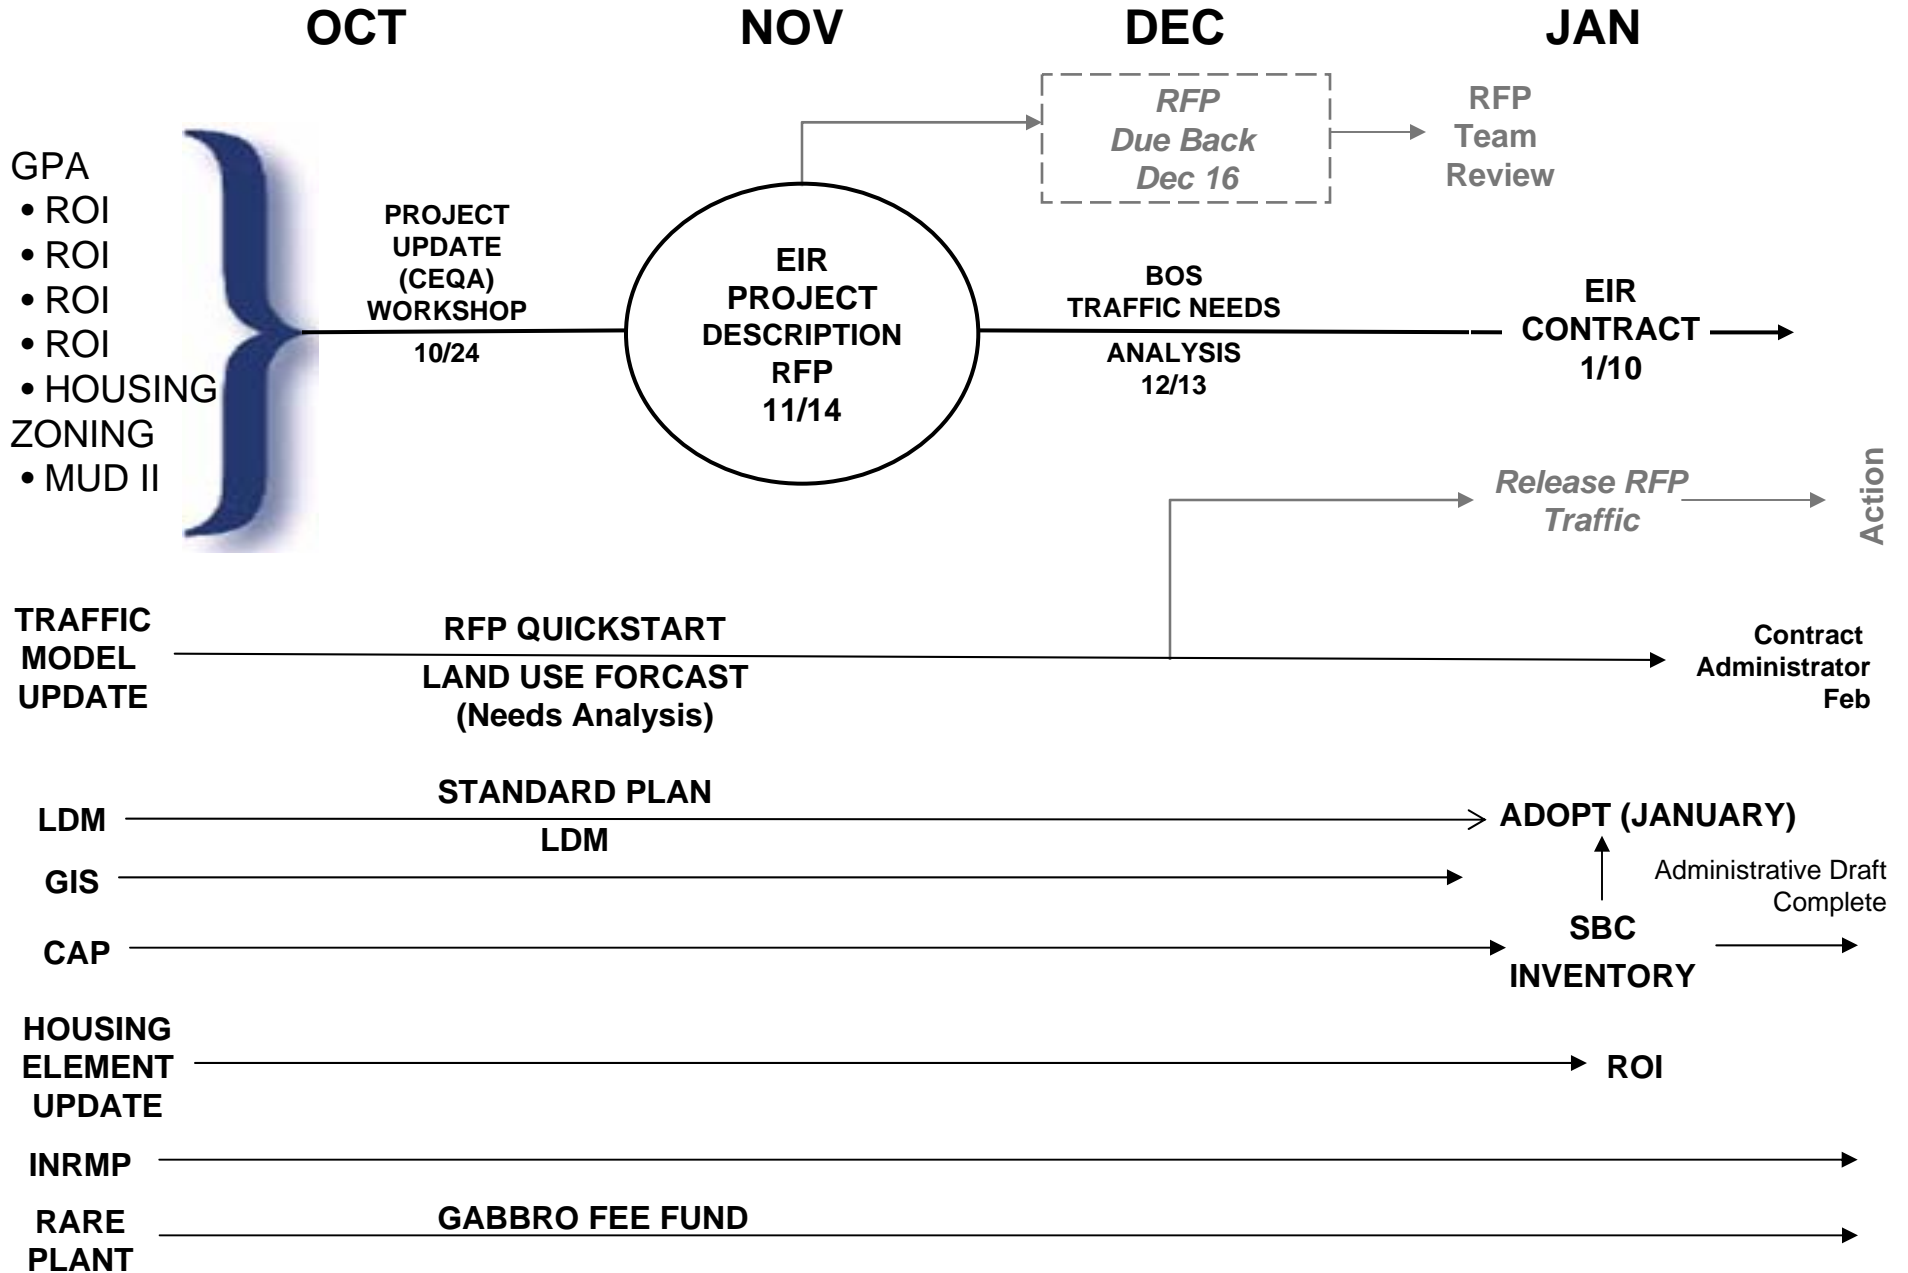 OCT NOV DEC JAN
GPA
• ROI
• ROI
• ROI
• ROI
• HOUSING
ZONING
• MUD II
PROJECT
UPDATE
(CEQA)
WORKSHOP
10/24
EIR
PROJECT
DESCRIPTION
RFP
11/14
RFP
Due Back
Dec 16
RFP
Team
Review
BOS
TRAFFIC NEEDS
ANALYSIS
12/13
EIR
CONTRACT
1/10
Release RFP
Traffic
Action
TRAFFIC
MODEL
UPDATE
RFP QUICKSTART
LAND USE FORCAST
(Needs Analysis)
Contract
Administrator
Feb
LDM
STANDARD PLAN
LDM
ADOPT (JANUARY)
GIS
Administrative Draft
Complete
CAP
SBC
INVENTORY
HOUSING
ELEMENT
UPDATE
ROI
INRMP
RARE
PLANT
GABBRO FEE FUND